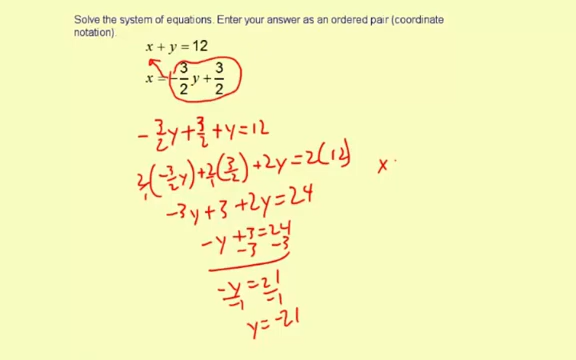 Solve the system of equations. Enter your answer as an ordered pair (coordinate
notation).
x + y = 12
x = -3/2 y + 3/2
-3/2 y + 3/2 + y = 12
2/1 (-3/2 y) + 2/1 (3/2) + 2y = 2(12)
x
-3y + 3 + 2y = 24
-y + 3 = 24
-3 -3
-y = 21
-1 -1
y = -21